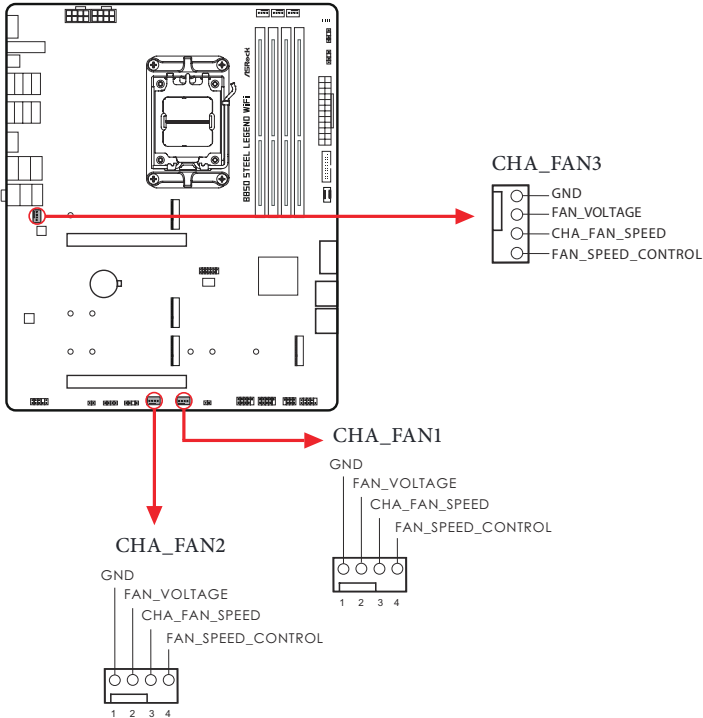 ASRock
B850 STEEL LEGEND WiFi
CHA_FAN3
GND
FAN_VOLTAGE
CHA_FAN_SPEED
FAN_SPEED_CONTROL
CHA_FAN1
GND
FAN_VOLTAGE
CHA_FAN_SPEED
FAN_SPEED_CONTROL
1 2 3 4
CHA_FAN2
GND
FAN_VOLTAGE
CHA_FAN_SPEED
FAN_SPEED_CONTROL
1 2 3 4